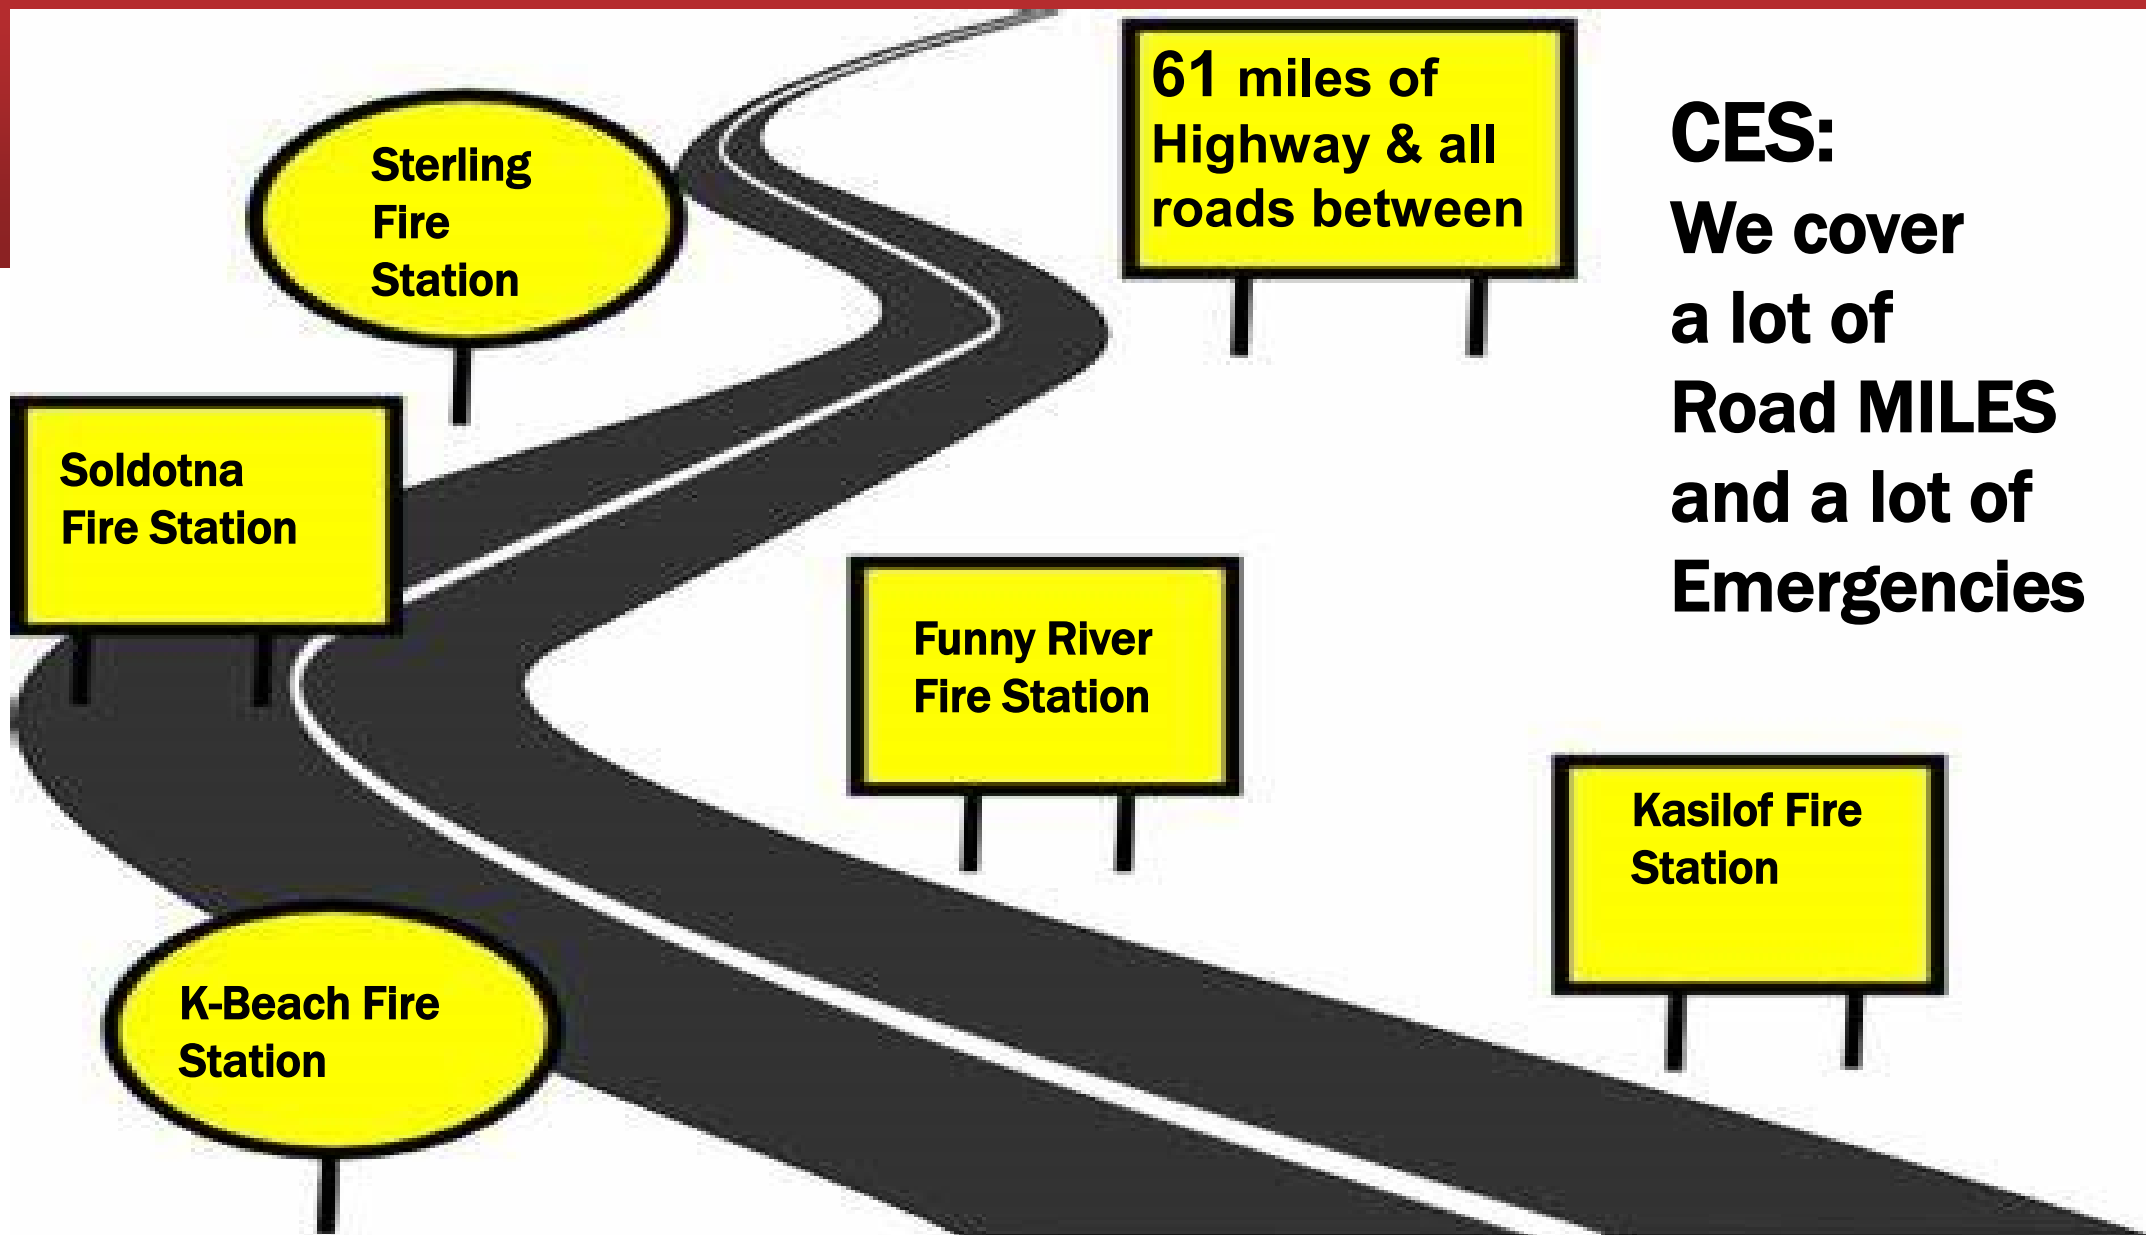 61 miles of
Highway & all
roads between
CES:
We cover
a lot of
Road MILES
and a lot of
Emergencies
Sterling
Fire
Station
Soldotna
Fire Station
Funny River
Fire Station
Kasilof Fire
Station
K-Beach Fire
Station